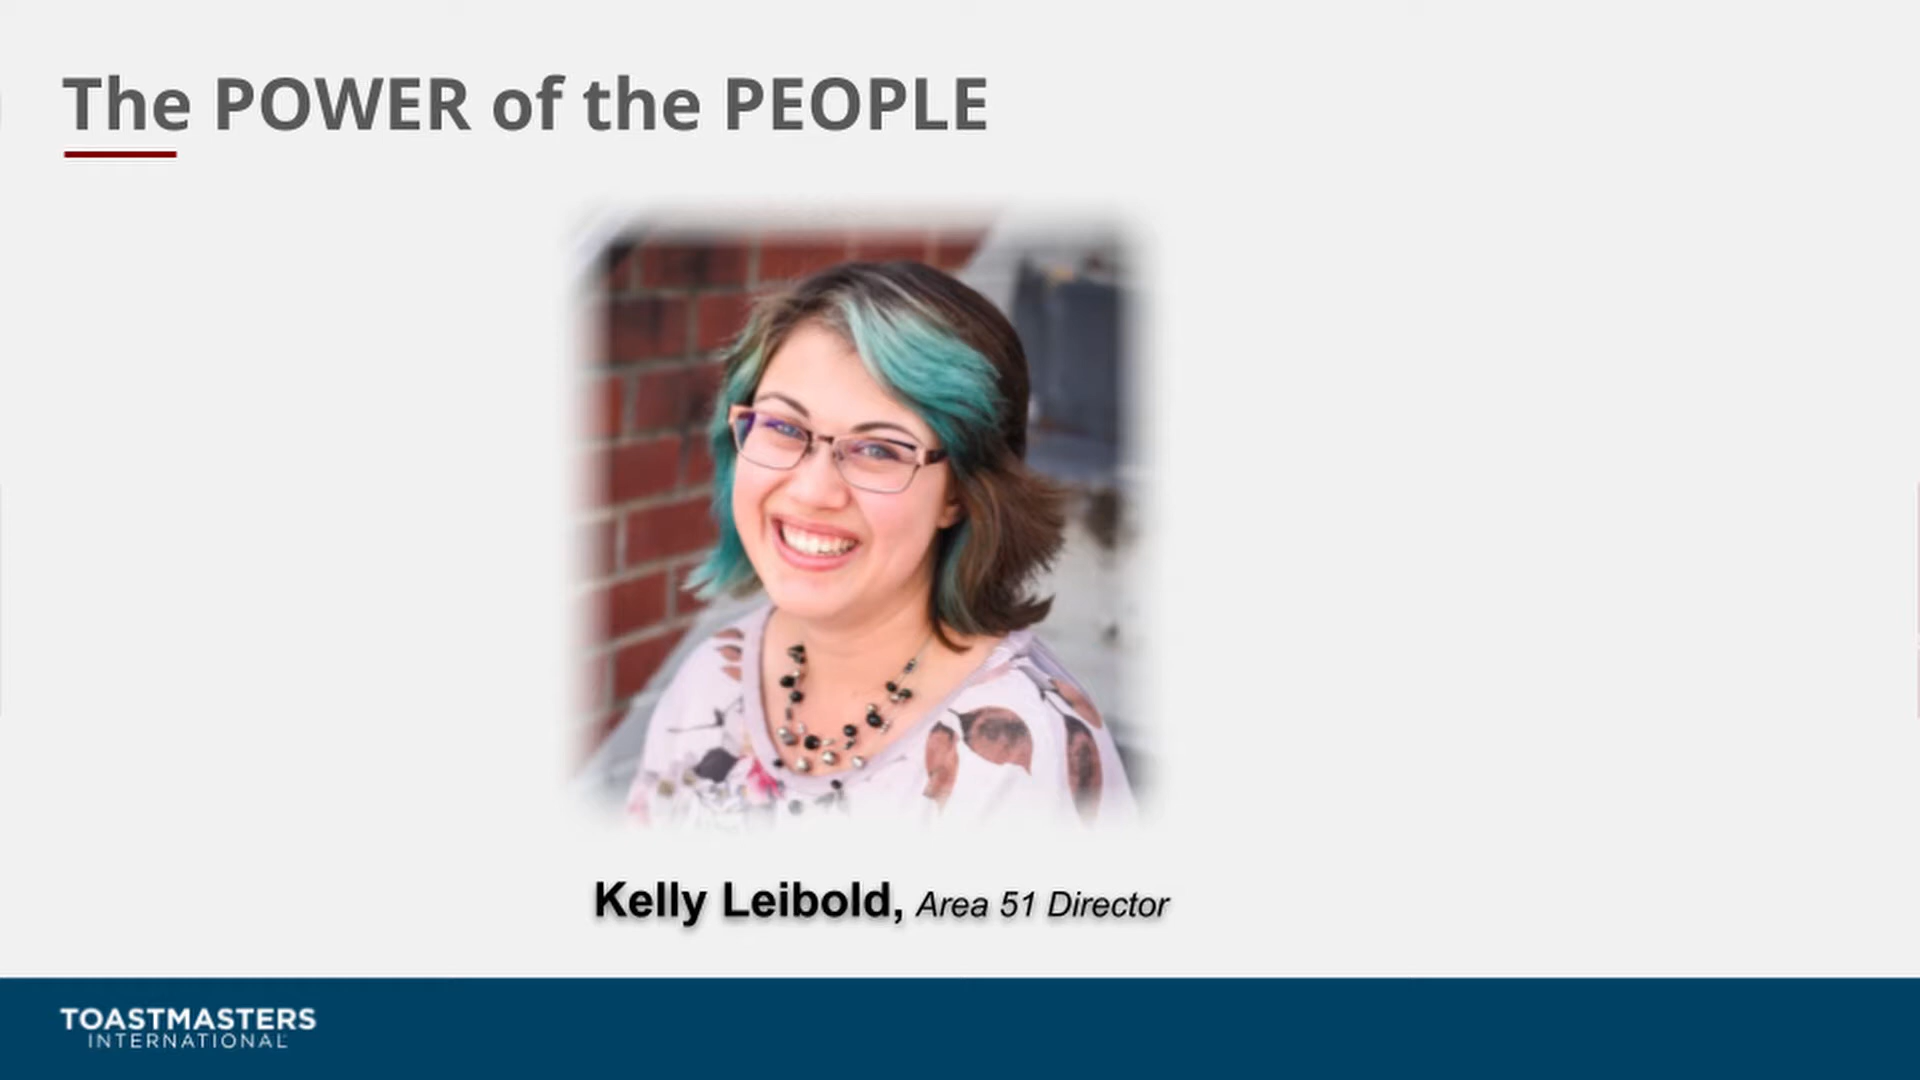 The POWER of the PEOPLE
Kelly Leibold, Area 51 Director
TOASTMASTERS
INTERNATIONAL